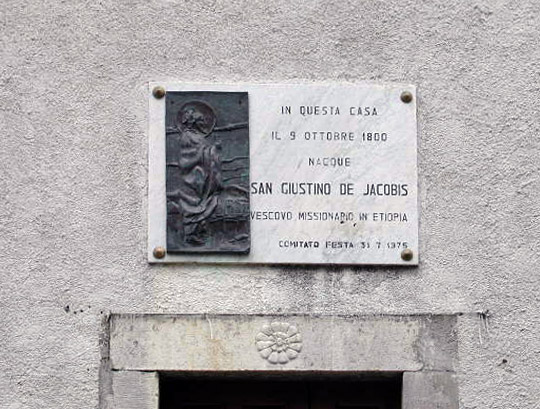 IN QUESTA CASA
IL 9 OTTOBRE 1800
NACQUE
SAN GIUSTINO DE JACOBIS
VESCOVO MISSIONARIO IN ETIOPIA
COMITATO FESTA 31 7 1975